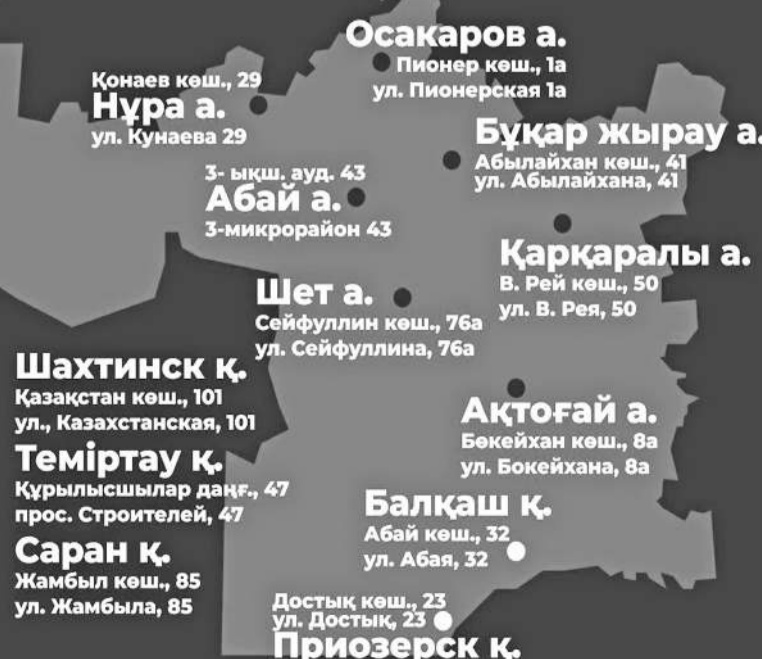 Осакаров а.
Пионер көш., 1а
ул. Пионерская 1а
Қонаев көш., 29
Нұра а.
ул. Кунаева 29
Бұқар жырау а.
Абылайхан көш., 41
ул. Абылайхана, 41
3- ықш. ауд. 43
Абай а.
3-микрорайон 43
Қарқаралы а.
В. Рей көш., 50
ул. В. Рея, 50
Шет а.
Сейфуллин көш., 76а
ул. Сейфуллина, 76а
Шахтинск қ.
Қазақстан көш., 101
ул., Казахстанская, 101
Ақтоғай а.
Бөкейхан көш., 8а
ул. Бокейхана, 8а
Теміртау қ.
Құрылысшылар даңғ., 47
прос. Строителей, 47
Балқаш қ.
Абай көш., 32
ул. Абая, 32
Саран қ.
Жамбыл көш., 85
ул. Жамбыла, 85
Достық көш., 23
ул. Достық, 23
Приозерск қ.